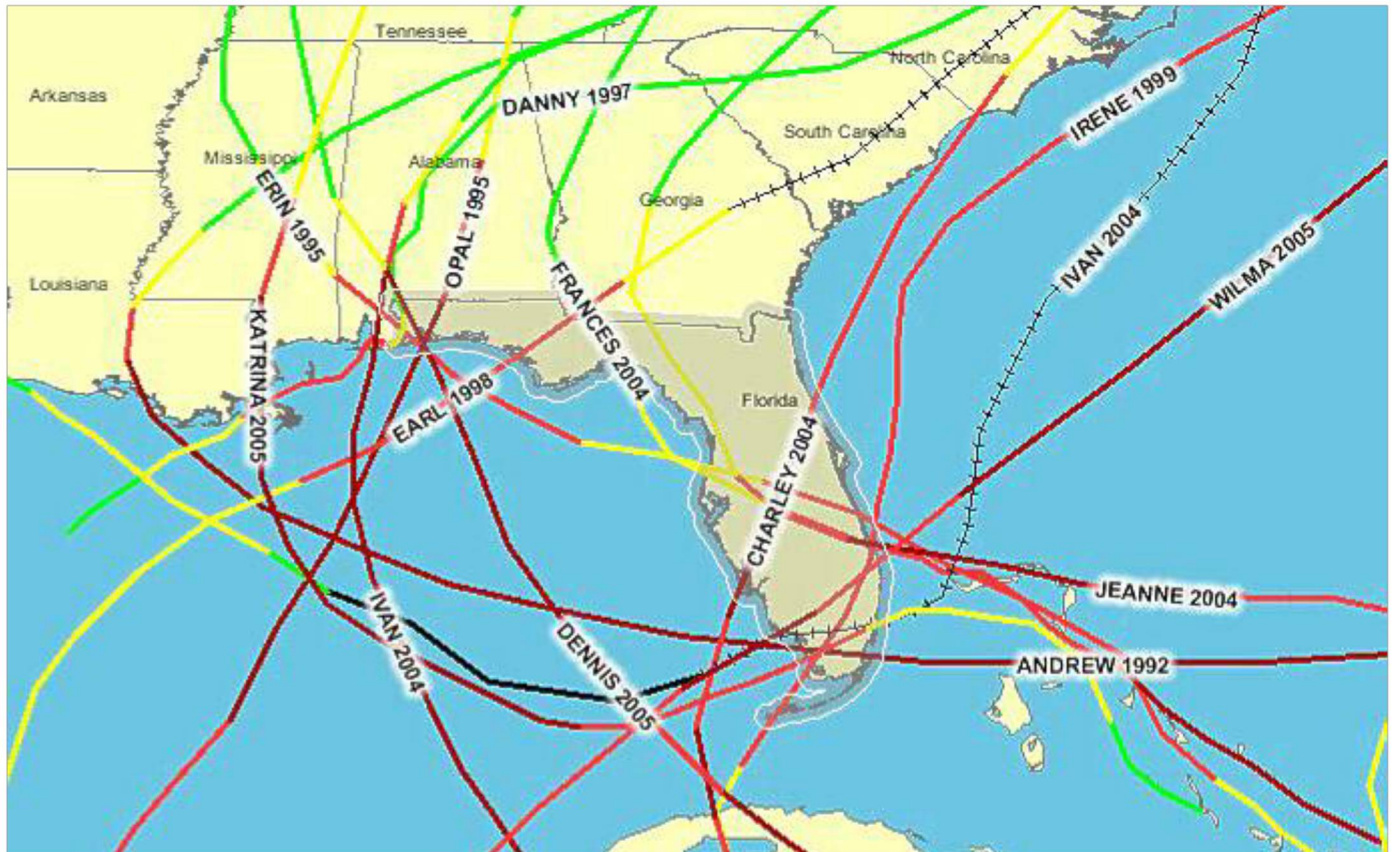 Tennessee
North Carolina
Arkansas
DANNY 1997
IRENE 1999
South Carolina
Mississippi
Alabama
ERIN 1995
OPAL 1995
Georgia
IVAN 2004
WILMA 2005
Louisiana
FRANCES 2004
KATRINA 2005
EARL 1998
Florida
CHARLEY 2004
JEANNE 2004
IVAN 2004
DENNIS 2005
ANDREW 1992